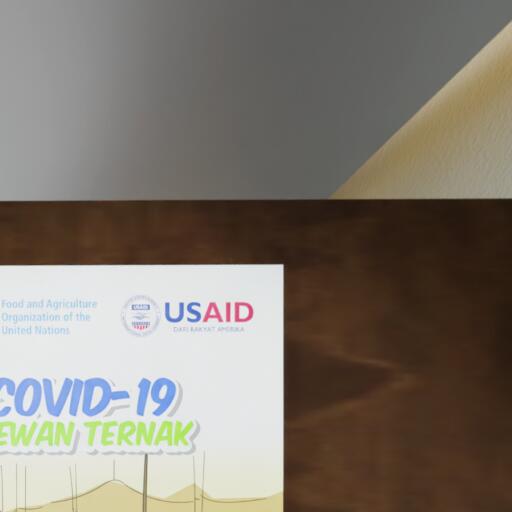 Food and Agriculture
Organization of the
United Nations
USAID
DARI RAKYAT AMERIKA
COVID-19
EWAN TERNAK